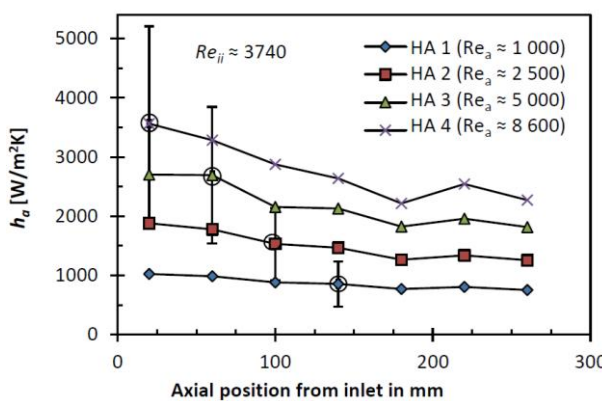 5000
4000
3000
2000
1000
0
h_a [W/m²K]
Re_ii ≈ 3740
HA 1 (Re_a ≈ 1 000)
HA 2 (Re_a ≈ 2 500)
HA 3 (Re_a ≈ 5 000)
HA 4 (Re_a ≈ 8 600)
0 100 200 300
Axial position from inlet in mm